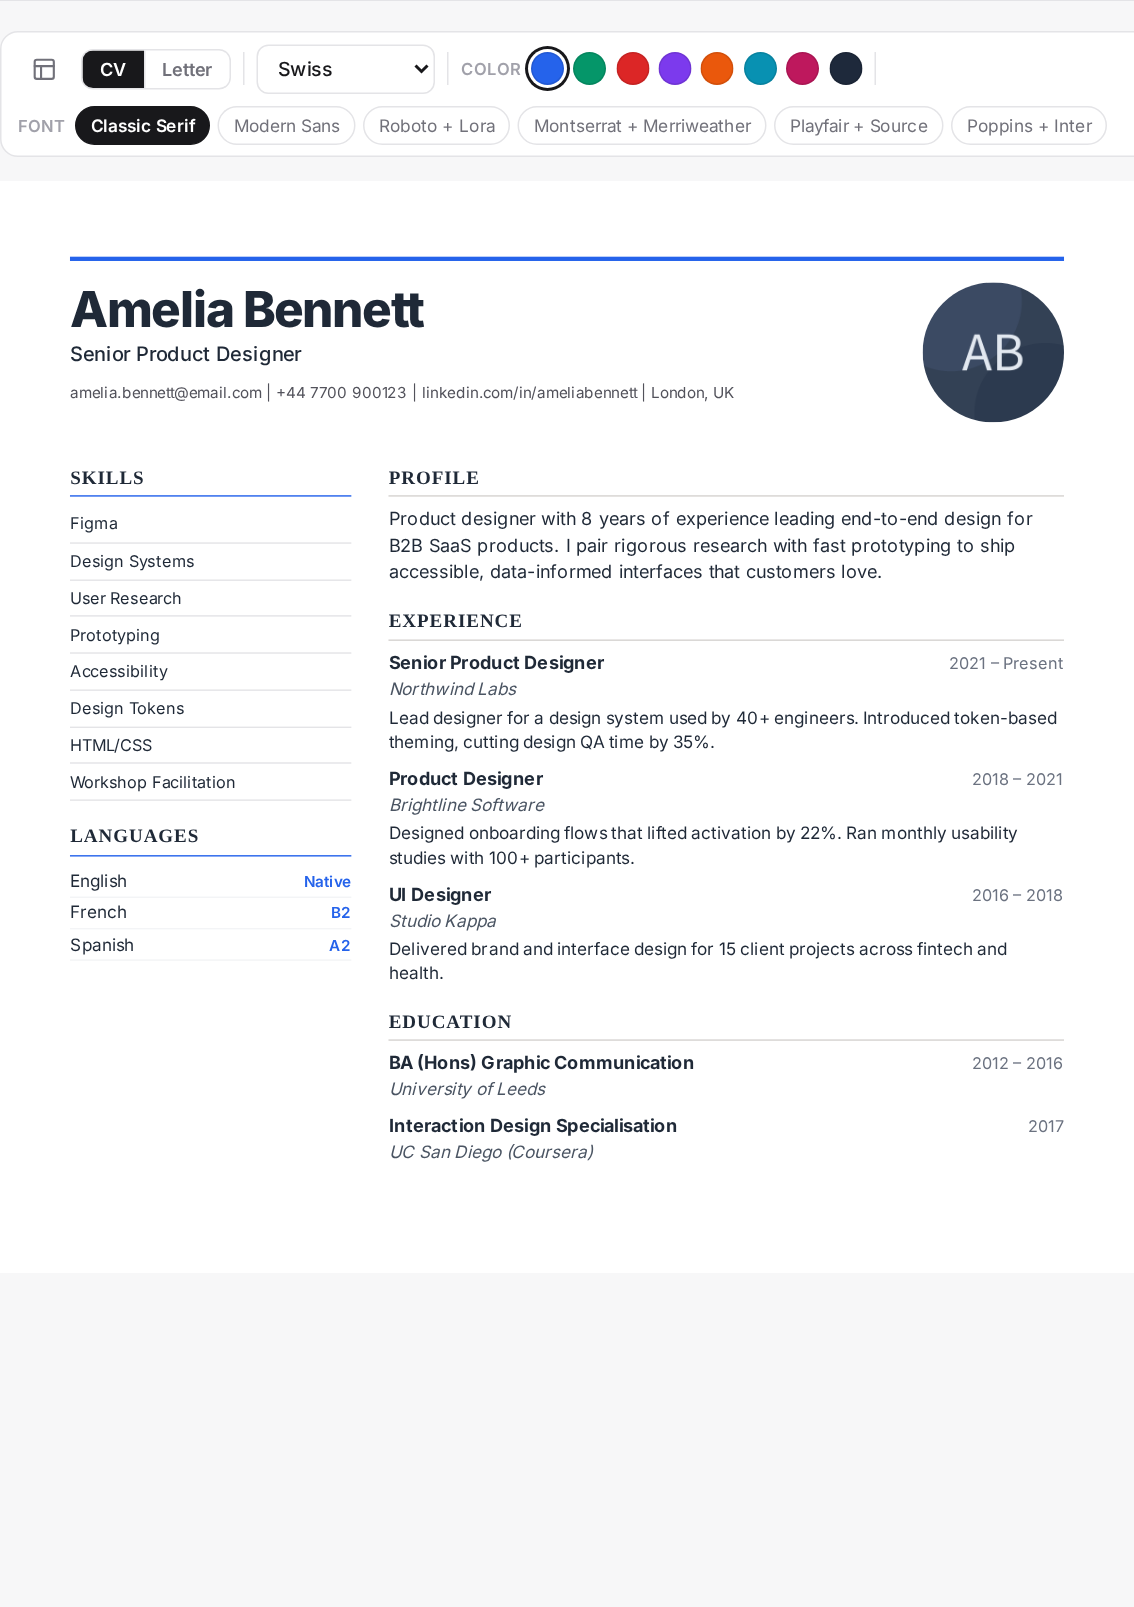 CV Letter Swiss COLOR
FONT Classic Serif Modern Sans Roboto + Lora Montserrat + Merriweather Playfair + Source Poppins + Inter
Amelia Bennett
Senior Product Designer
amelia.bennett@email.com | +44 7700 900123 | linkedin.com/in/ameliabennett | London, UK
AB
SKILLS
Figma
Design Systems
User Research
Prototyping
Accessibility
Design Tokens
HTML/CSS
Workshop Facilitation
LANGUAGES
English Native
French B2
Spanish A2
PROFILE
Product designer with 8 years of experience leading end-to-end design for
B2B SaaS products. I pair rigorous research with fast prototyping to ship
accessible, data-informed interfaces that customers love.
EXPERIENCE
Senior Product Designer 2021 – Present
Northwind Labs
Lead designer for a design system used by 40+ engineers. Introduced token-based
theming, cutting design QA time by 35%.
Product Designer 2018 – 2021
Brightline Software
Designed onboarding flows that lifted activation by 22%. Ran monthly usability
studies with 100+ participants.
UI Designer 2016 – 2018
Studio Kappa
Delivered brand and interface design for 15 client projects across fintech and
health.
EDUCATION
BA (Hons) Graphic Communication 2012 – 2016
University of Leeds
Interaction Design Specialisation 2017
UC San Diego (Coursera)